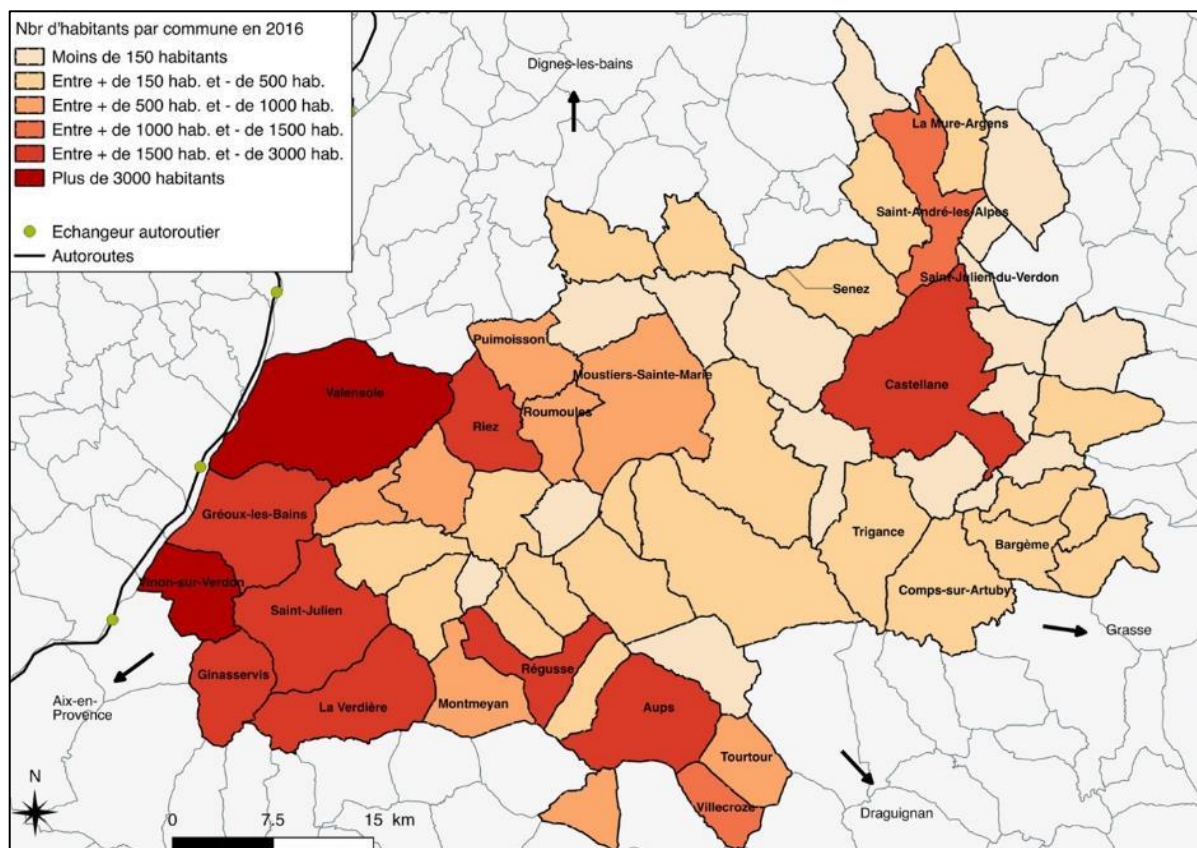 Nbr d'habitants par commune en 2016
Moins de 150 habitants
Entre + de 150 hab. et - de 500 hab.
Entre + de 500 hab. et - de 1000 hab.
Entre + de 1000 hab. et - de 1500 hab.
Entre + de 1500 hab. et - de 3000 hab.
Plus de 3000 habitants
Echangeur autoroutier
Autoroutes
Dignes-les-bains
La Mure-Argens
Saint-André-les-Alpes
Saint-Julien-du-Verdon
Senez
Puimoisson
Moustiers-Sainte-Marie
Castellane
Valensole
Roumoules
Riez
Gréoux-les-Bains
Trigance
Bargème
Vinon-sur-Verdon
Comps-sur-Artuby
Saint-Julien
Grasse
Ginasservis
Régusse
La Verdière
Montmeyan
Aups
Aix-en-
Provence
Tourtour
Villecroze
Draguignan
N
0 7.5 15 km